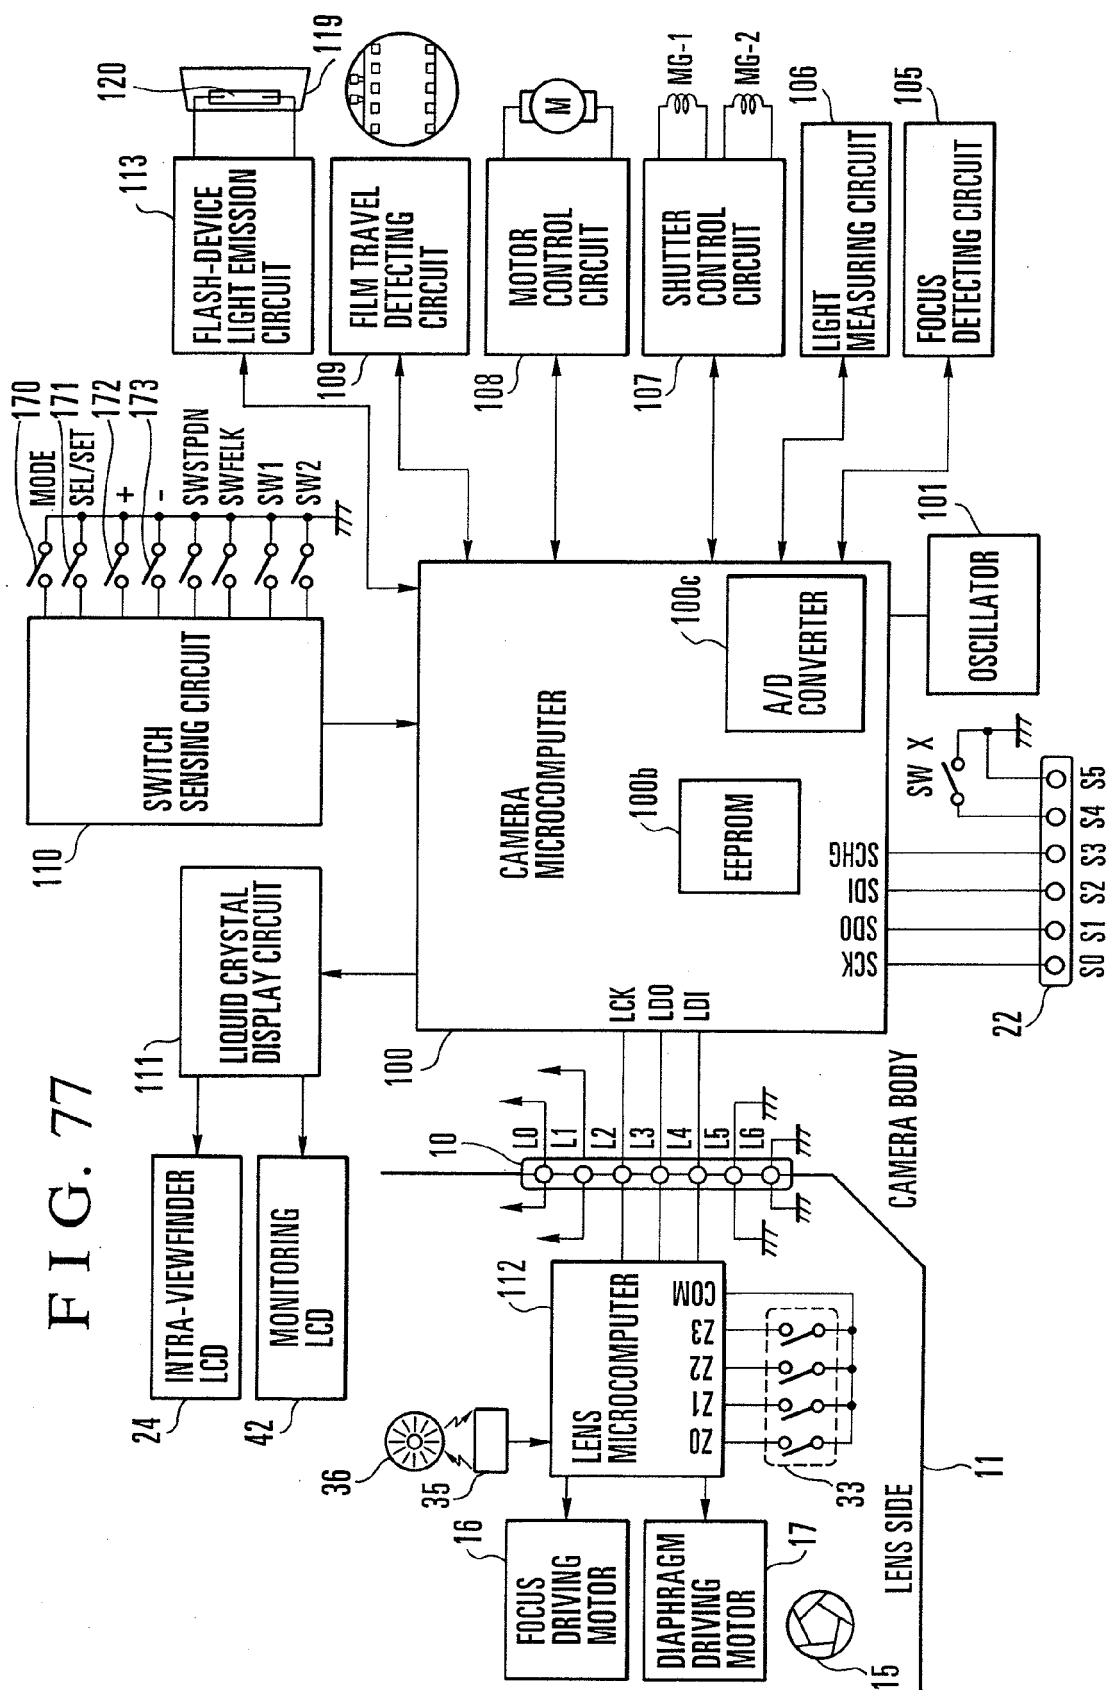 FIG. 77
24
INTRA-VIEWFINDER
LCD
42
MONITORING
LCD
111
LIQUID CRYSTAL
DISPLAY CIRCUIT
110
SWITCH
SENSING CIRCUIT
170
171
172
173
MODE
SEL/SET
+
-
SWSTPDN
SWFELK
SW1
SW2
113
FLASH-DEVICE
LIGHT EMISSION
CIRCUIT
120
119
109
FILM TRAVEL
DETECTING
CIRCUIT
108
MOTOR
CONTROL
CIRCUIT
M
107
SHUTTER
CONTROL
CIRCUIT
MG-1
MG-2
106
LIGHT
MEASURING CIRCUIT
105
FOCUS
DETECTING CIRCUIT
100
CAMERA
MICROCOMPUTER
100b
EEPROM
100c
A/D
CONVERTER
101
OSCILLATOR
LCK
LDO
LDI
SCK
SDO
SDI
SCHG
SW X
22
S0
S1
S2
S3
S4
S5
10
L0
L1
L2
L3
L4
L5
L6
CAMERA BODY
36
35
112
LENS
MICROCOMPUTER
Z0
Z1
Z2
Z3
COM
33
16
FOCUS
DRIVING
MOTOR
17
DIAPHRAGM
DRIVING
MOTOR
15
LENS SIDE
11